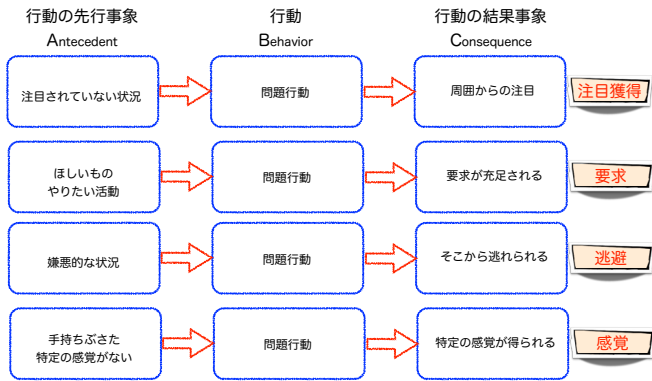 行動の先行事象 行動 行動の結果事象
Antecedent Behavior Consequence
注目されていない状況 問題行動 周囲からの注目 注目獲得
ほしいもの
やりたい活動 問題行動 要求が充足される 要求
嫌悪的な状況 問題行動 そこから逃れられる 逃避
手持ちぶさた
特定の感覚がない 問題行動 特定の感覚が得られる 感覚